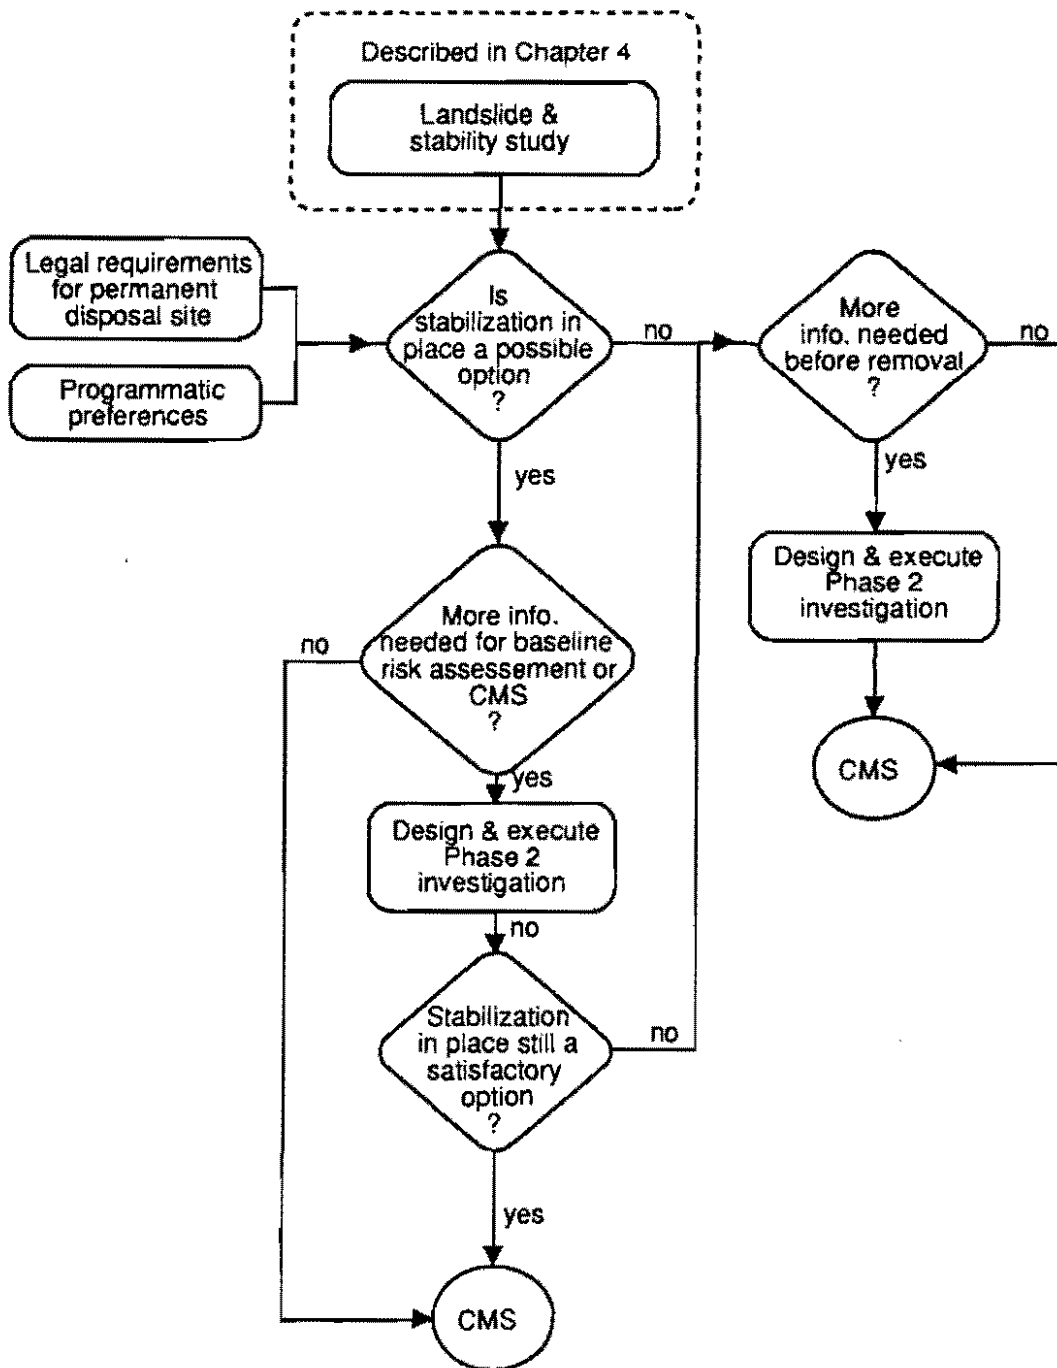 Described in Chapter 4
Landslide &
stability study
Legal requirements
for permanent
disposal site
Programmatic
preferences
Is
stabilization in
place a possible
option
?
no
yes
More
info. needed
before removal
?
no
yes
Design & execute
Phase 2
investigation
CMS
More info.
needed for baseline
risk assessement or
CMS
?
no
yes
Design & execute
Phase 2
investigation
no
Stabilization
in place still a
satisfactory
option
?
no
yes
CMS